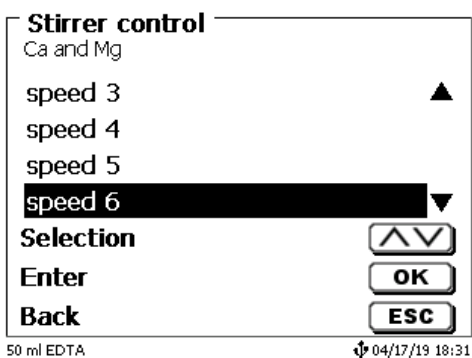 Stirrer control
Ca and Mg
speed 3
speed 4
speed 5
speed 6
Selection
Enter OK
Back ESC
50 ml EDTA 04/17/19 18:31